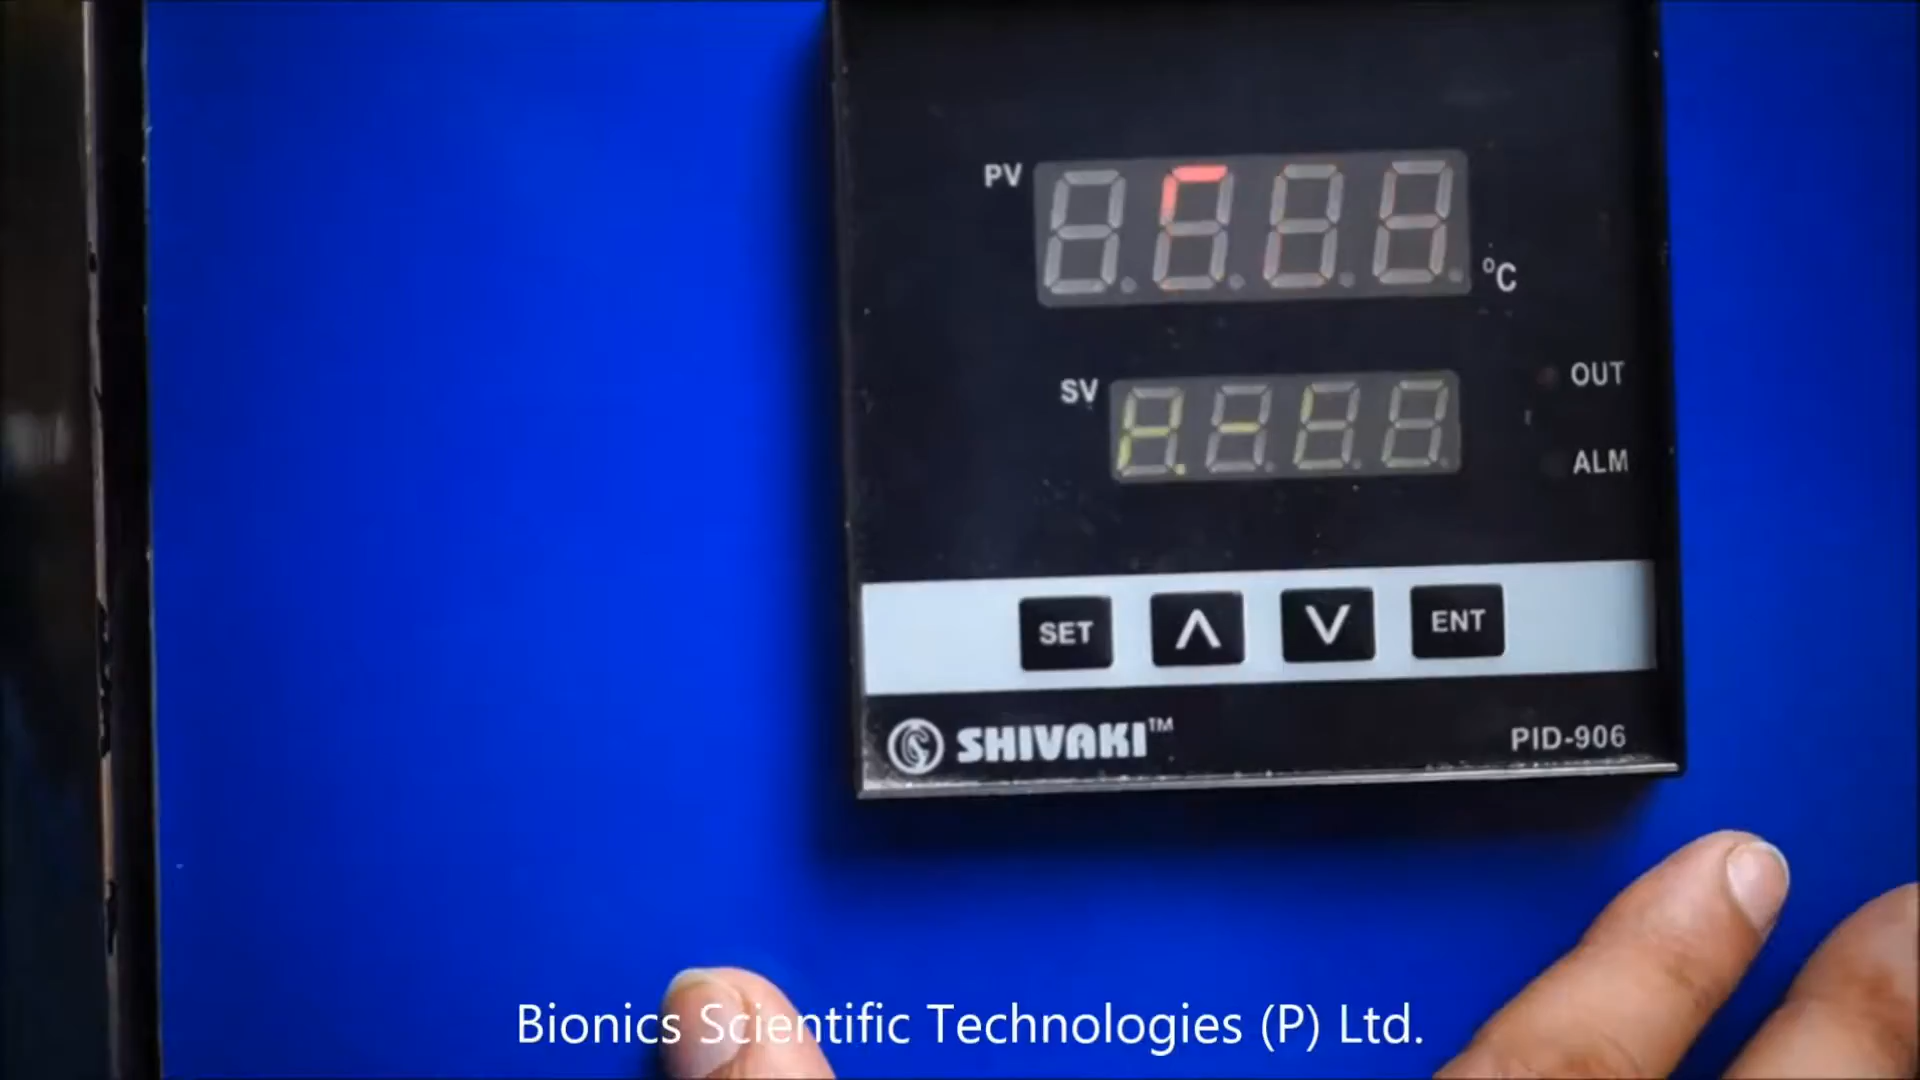 PV
°C
SV
OUT
ALM
SET
ENT
SHIVAKI™
PID-906
Bionics Scientific Technologies (P) Ltd.